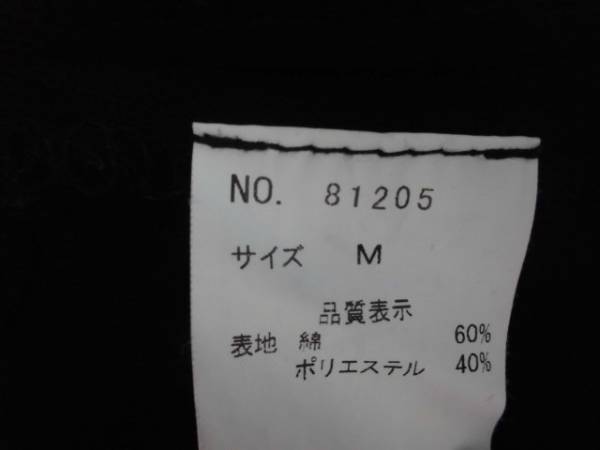 NO. 81205
サイズ M
品質表示
表地 綿 60%
ポリエステル 40%